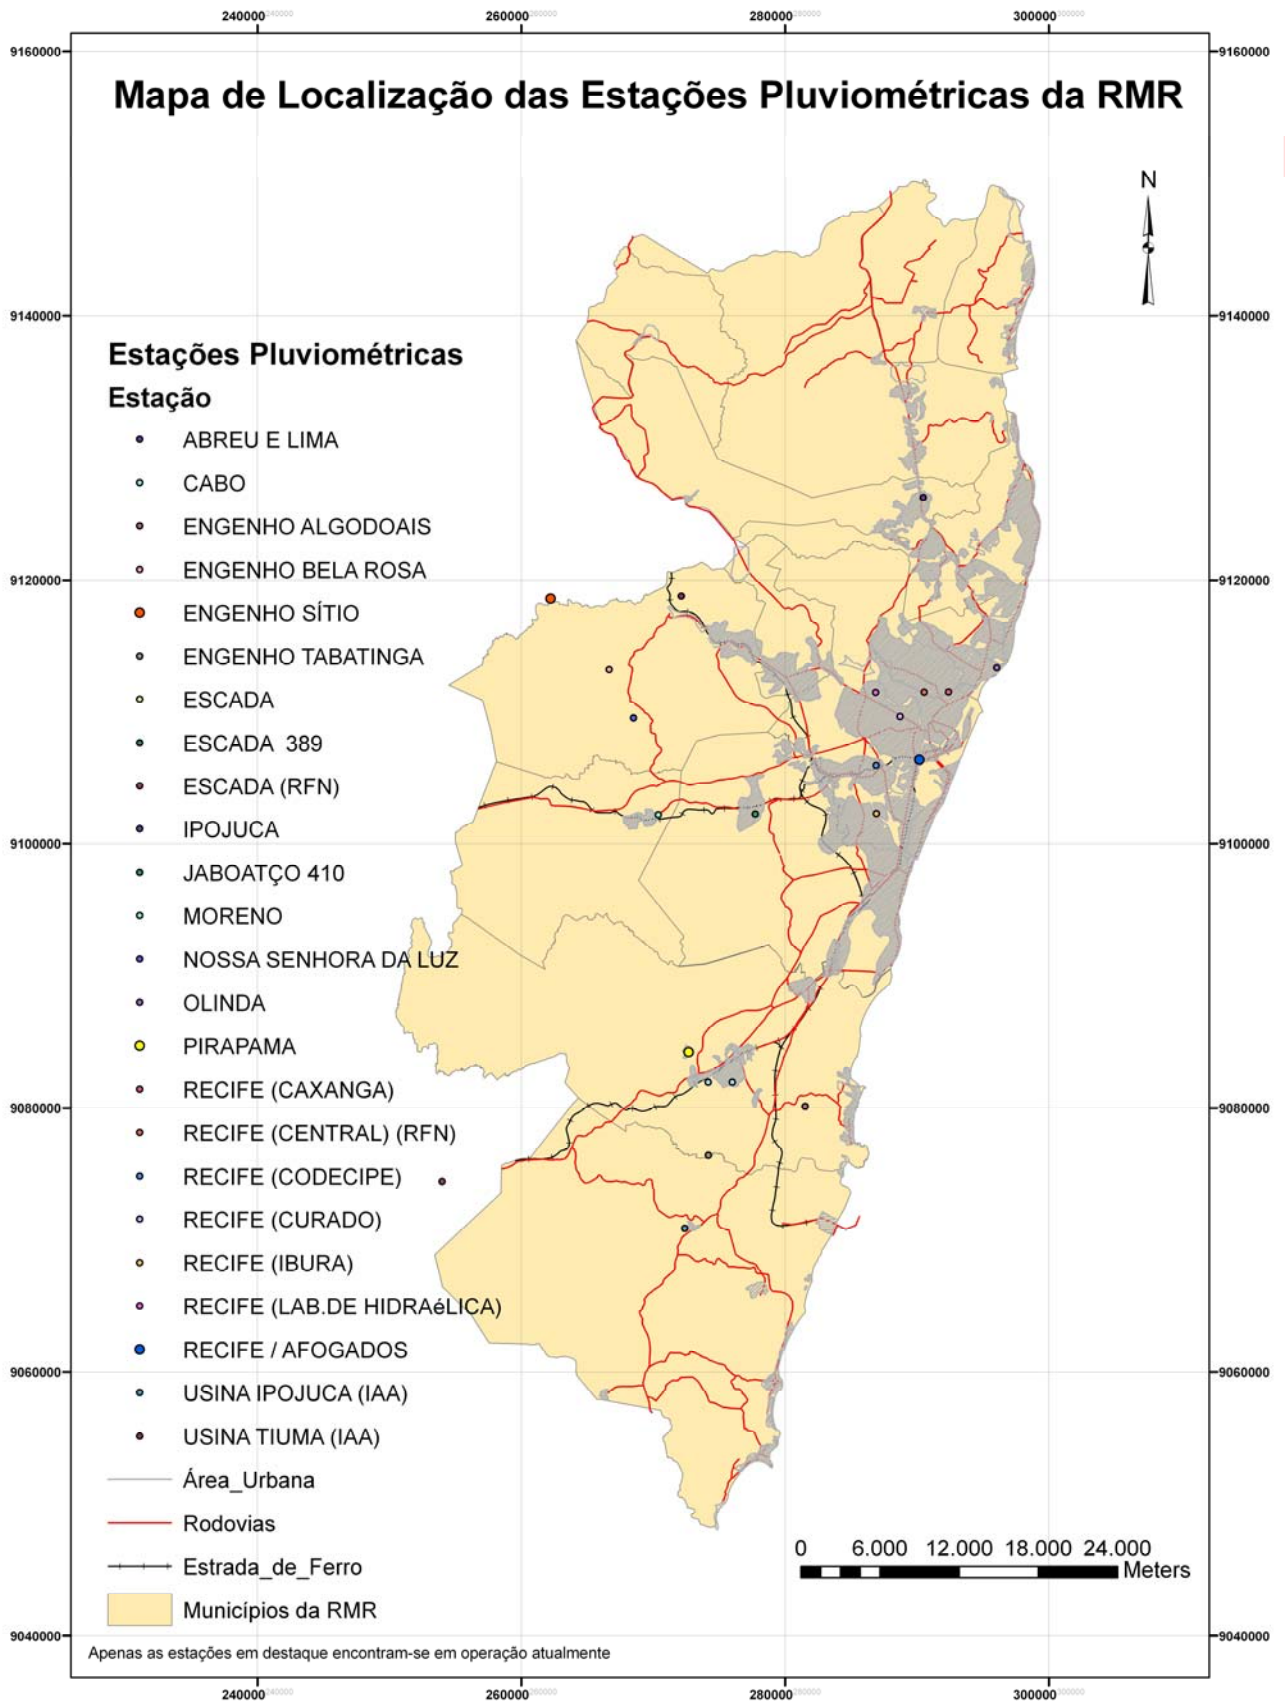 240000 260000 280000 300000
9160000 9160000
Mapa de Localização das Estações Pluviométricas da RMR
N
9140000 9140000
Estações Pluviométricas
Estação
ABREU E LIMA
CABO
ENGENHO ALGODOAIS
ENGENHO BELA ROSA
9120000 9120000
ENGENHO SÍTIO
ENGENHO TABATINGA
ESCADA
ESCADA 389
ESCADA (RFN)
IPOJUCA
9100000 9100000
JABOATÇO 410
MORENO
NOSSA SENHORA DA LUZ
OLINDA
PIRAPAMA
RECIFE (CAXANGA)
9080000 9080000
RECIFE (CENTRAL) (RFN)
RECIFE (CODECIPE)
RECIFE (CURADO)
RECIFE (IBURA)
RECIFE (LAB.DE HIDRAéLICA)
RECIFE / AFOGADOS
9060000 9060000
USINA IPOJUCA (IAA)
USINA TIUMA (IAA)
Área_Urbana
Rodovias
Estrada_de_Ferro
Municípios da RMR
0 6.000 12.000 18.000 24.000
Meters
9040000 9040000
Apenas as estações em destaque encontram-se em operação atualmente
240000 260000 280000 300000